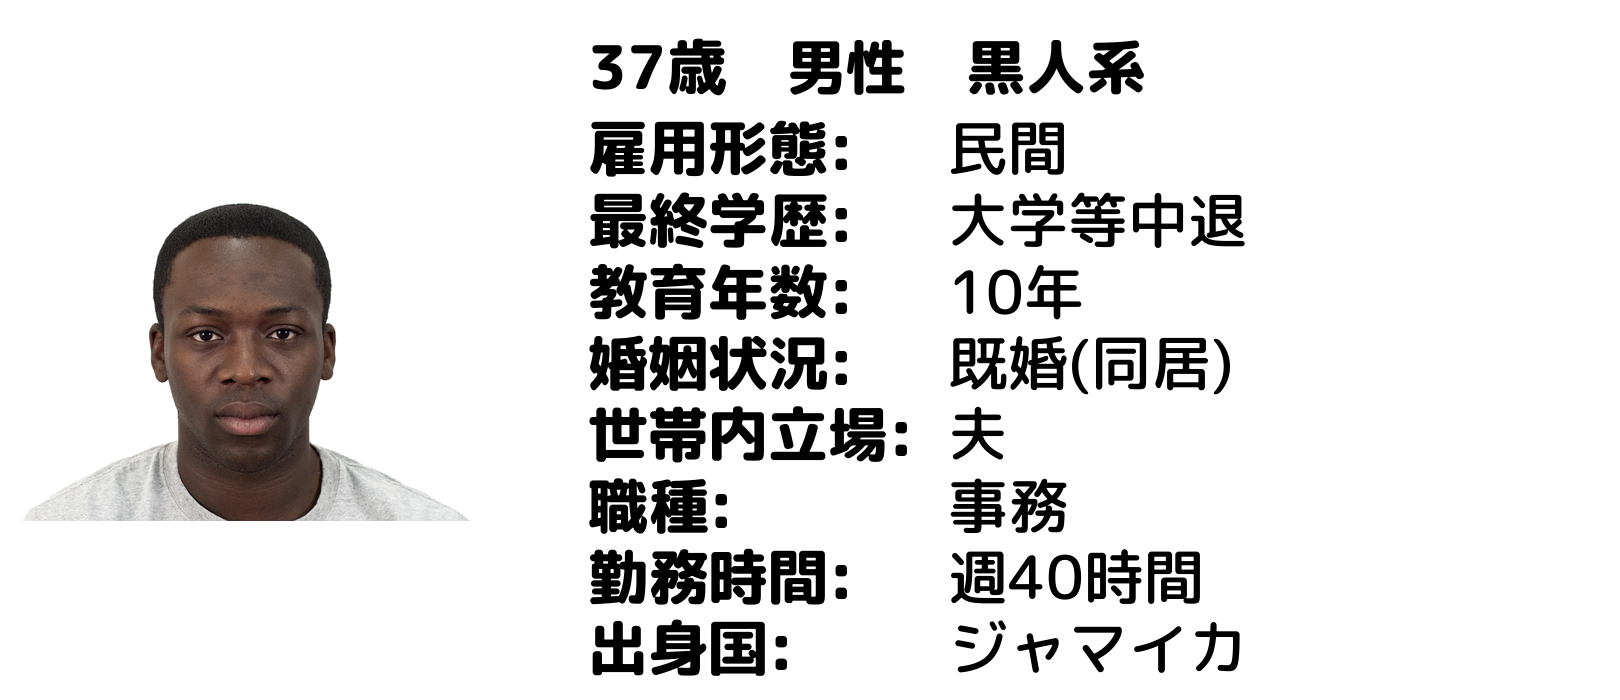 37歳　男性　黒人系
雇用形態: 民間
最終学歴: 大学等中退
教育年数: 10年
婚姻状況: 既婚(同居)
世帯内立場: 夫
職種: 事務
勤務時間: 週40時間
出身国: ジャマイカ